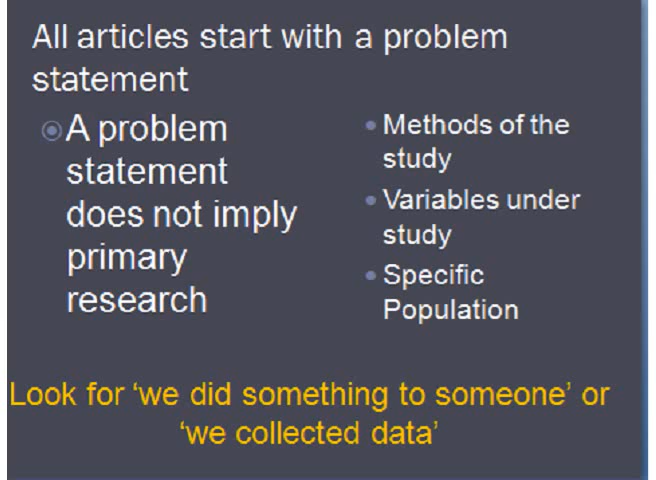 All articles start with a problem
statement
A problem
statement
does not imply
primary
research
Methods of the
study
Variables under
study
Specific
Population
Look for ‘we did something to someone’ or
‘we collected data’